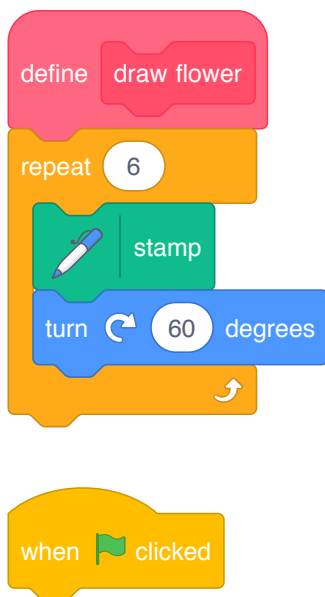 define draw flower
repeat 6
stamp
turn 60 degrees
when clicked